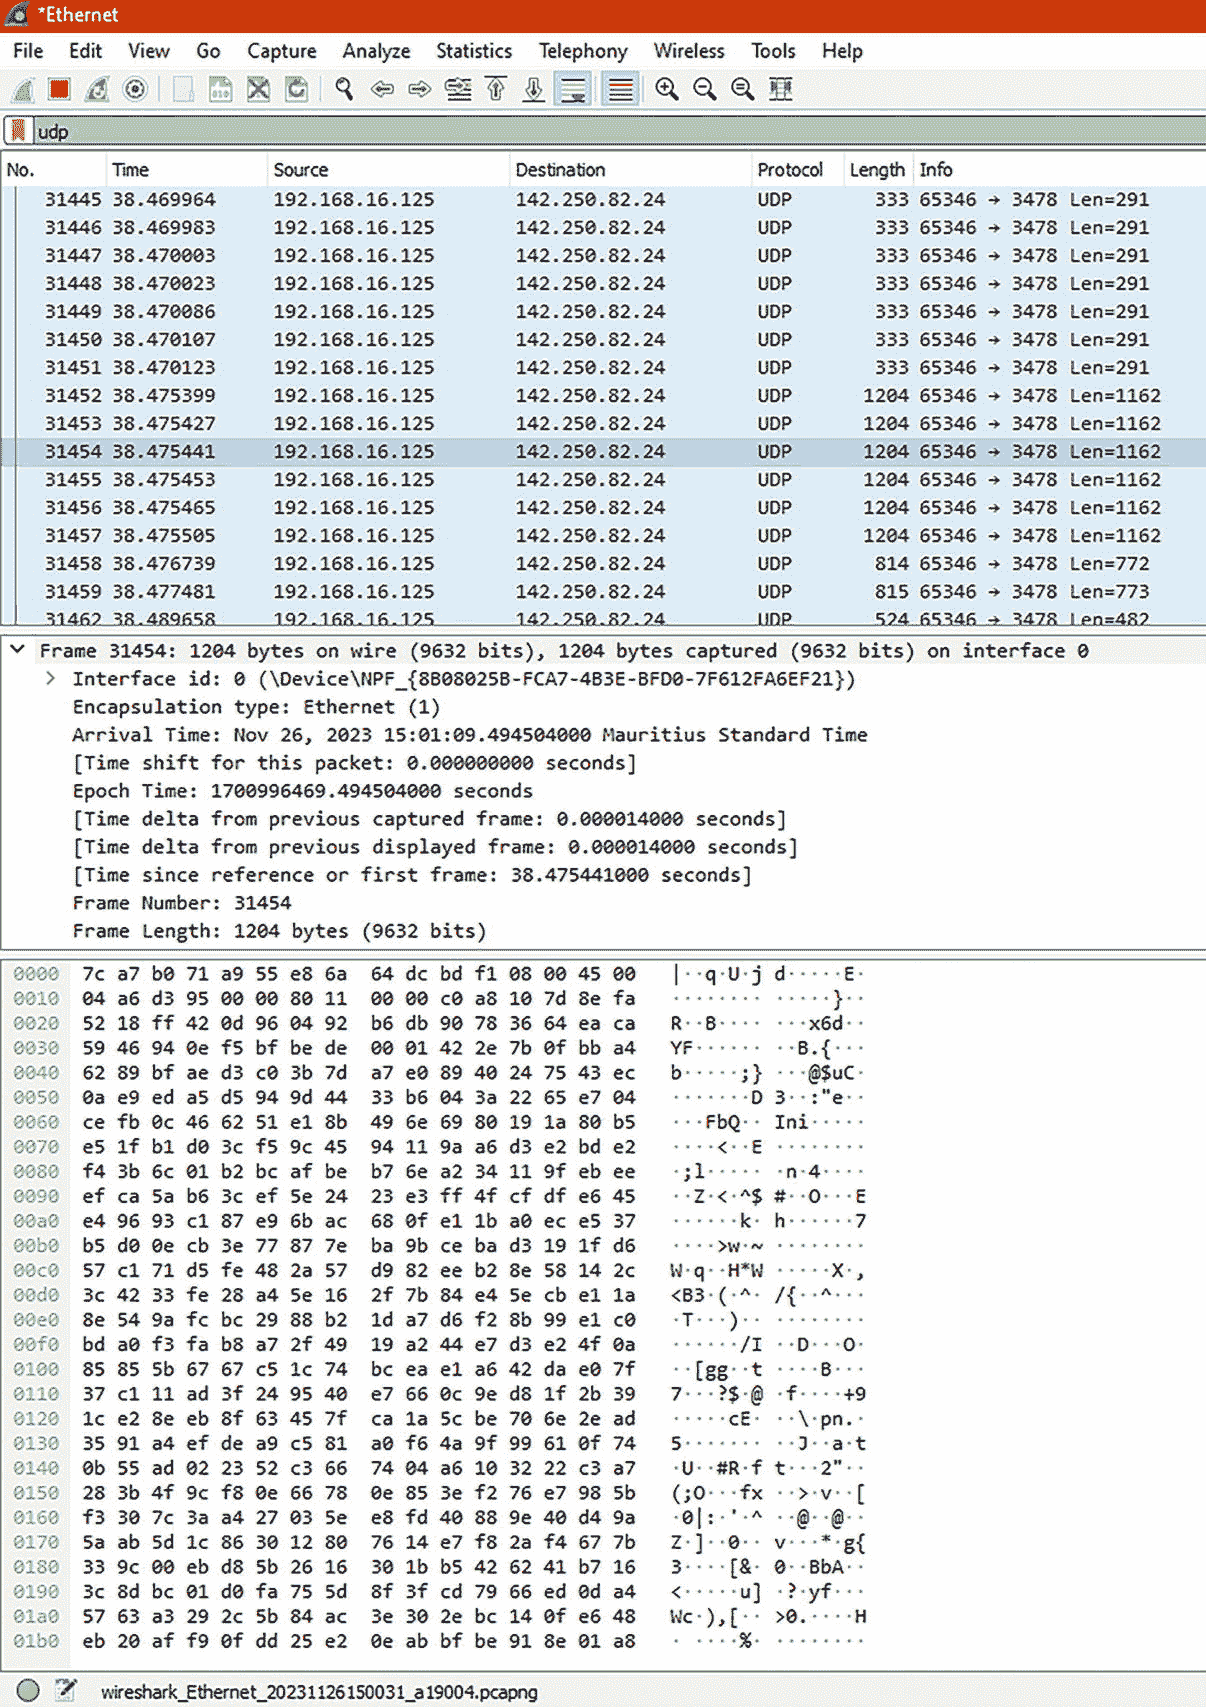 *Ethernet
File Edit View Go Capture Analyze Statistics Telephony Wireless Tools Help
udp
No. Time Source Destination Protocol Length Info
31445 38.469964 192.168.16.125 142.250.82.24 UDP 333 65346 → 3478 Len=291
31446 38.469983 192.168.16.125 142.250.82.24 UDP 333 65346 → 3478 Len=291
31447 38.470003 192.168.16.125 142.250.82.24 UDP 333 65346 → 3478 Len=291
31448 38.470023 192.168.16.125 142.250.82.24 UDP 333 65346 → 3478 Len=291
31449 38.470086 192.168.16.125 142.250.82.24 UDP 333 65346 → 3478 Len=291
31450 38.470107 192.168.16.125 142.250.82.24 UDP 333 65346 → 3478 Len=291
31451 38.470123 192.168.16.125 142.250.82.24 UDP 333 65346 → 3478 Len=291
31452 38.475399 192.168.16.125 142.250.82.24 UDP 1204 65346 → 3478 Len=1162
31453 38.475427 192.168.16.125 142.250.82.24 UDP 1204 65346 → 3478 Len=1162
31454 38.475441 192.168.16.125 142.250.82.24 UDP 1204 65346 → 3478 Len=1162
31455 38.475453 192.168.16.125 142.250.82.24 UDP 1204 65346 → 3478 Len=1162
31456 38.475465 192.168.16.125 142.250.82.24 UDP 1204 65346 → 3478 Len=1162
31457 38.475505 192.168.16.125 142.250.82.24 UDP 1204 65346 → 3478 Len=1162
31458 38.476739 192.168.16.125 142.250.82.24 UDP 814 65346 → 3478 Len=772
31459 38.477481 192.168.16.125 142.250.82.24 UDP 815 65346 → 3478 Len=773
31462 38.489658 192.168.16.125 142.250.82.24 UDP 524 65346 → 3478 Len=482
Frame 31454: 1204 bytes on wire (9632 bits), 1204 bytes captured (9632 bits) on interface 0
Interface id: 0 (\Device\NPF_{8B08025B-FCA7-4B3E-BFD0-7F612FA6EF21})
Encapsulation type: Ethernet (1)
Arrival Time: Nov 26, 2023 15:01:09.494504000 Mauritius Standard Time
[Time shift for this packet: 0.000000000 seconds]
Epoch Time: 1700996469.494504000 seconds
[Time delta from previous captured frame: 0.000014000 seconds]
[Time delta from previous displayed frame: 0.000014000 seconds]
[Time since reference or first frame: 38.475441000 seconds]
Frame Number: 31454
Frame Length: 1204 bytes (9632 bits)
0000 7c a7 b0 71 a9 55 e8 6a 64 dc bd f1 08 00 45 00 |··q·U·j d·····E·
0010 04 a6 d3 95 00 00 80 11 00 00 c0 a8 10 7d 8e fa ········ ·····}··
0020 52 18 ff 42 0d 96 04 92 b6 db 90 78 36 64 ea ca R··B···· ···x6d··
0030 59 46 94 0e f5 bf be de 00 01 42 2e 7b 0f bb a4 YF······ ··B.{···
0040 62 89 bf ae d3 c0 3b 7d a7 e0 89 40 24 75 43 ec b·····;} ···@$uC·
0050 0a e9 ed a5 d5 94 9d 44 33 b6 04 3a 22 65 e7 04 ·······D 3··:"e··
0060 ce fb 0c 46 62 51 e1 8b 49 6e 69 80 19 1a 80 b5 ···FbQ·· Ini·····
0070 e5 1f b1 d0 3c f5 9c 45 94 11 9a a6 d3 e2 bd e2 ····<··E ········
0080 f4 3b 6c 01 b2 bc af be b7 6e a2 34 11 9f eb ee ·;l····· ·n·4····
0090 ef ca 5a b6 3c ef 5e 24 23 e3 ff 4f cf df e6 45 ··Z·<·^$ #··O···E
00a0 e4 96 93 c1 87 e9 6b ac 68 0f e1 1b a0 ec e5 37 ······k· h······7
00b0 b5 d0 0e cb 3e 77 87 7e ba 9b ce ba d3 19 1f d6 ····>w·~ ········
00c0 57 c1 71 d5 fe 48 2a 57 d9 82 ee b2 8e 58 14 2c W·q··H*W ·····X·,
00d0 3c 42 33 fe 28 a4 5e 16 2f 7b 84 e4 5e cb e1 1a <B3·(·^· /{··^···
00e0 8e 54 9a fc bc 29 88 b2 1d a7 d6 f2 8b 99 e1 c0 ·T···)·· ········
00f0 bd a0 f3 fa b8 a7 2f 49 19 a2 44 e7 d3 e2 4f 0a ······/I ··D···O·
0100 85 85 5b 67 67 c5 1c 74 bc ea e1 a6 42 da e0 7f ··[gg··t ····B···
0110 37 c1 11 ad 3f 24 95 40 e7 66 0c 9e d8 1f 2b 39 7···?$·@ ·f····+9
0120 1c e2 8e eb 8f 63 45 7f ca 1a 5c be 70 6e 2e ad ·····cE· ··\·pn.·
0130 35 91 a4 ef de a9 c5 81 a0 f6 4a 9f 99 61 0f 74 5······· ··J··a·t
0140 0b 55 ad 02 23 52 c3 66 74 04 a6 10 32 22 c3 a7 ·U··#R·f t···2"··
0150 28 3b 4f 9c f8 0e 66 78 0e 85 3e f2 76 e7 98 5b (;O···fx ··>·v··[
0160 f3 30 7c 3a a4 27 03 5e e8 fd 40 88 9e 40 d4 9a ·0|:·'·^ ··@··@··
0170 5a ab 5d 1c 86 30 12 80 76 14 e7 f8 2a f4 67 7b Z·]··0·· v···*·g{
0180 33 9c 00 eb d8 5b 26 16 30 1b b5 42 62 41 b7 16 3····[&· 0··BbA··
0190 3c 8d bc 01 d0 fa 75 5d 8f 3f cd 79 66 ed 0d a4 <·····u] ·?·yf···
01a0 57 63 a3 29 2c 5b 84 ac 3e 30 2e bc 14 0f e6 48 Wc·),[·· >0.····H
01b0 eb 20 af f9 0f dd 25 e2 0e ab bf be 91 8e 01 a8 · ····%· ········
wireshark_Ethernet_20231126150031_a19004.pcapng